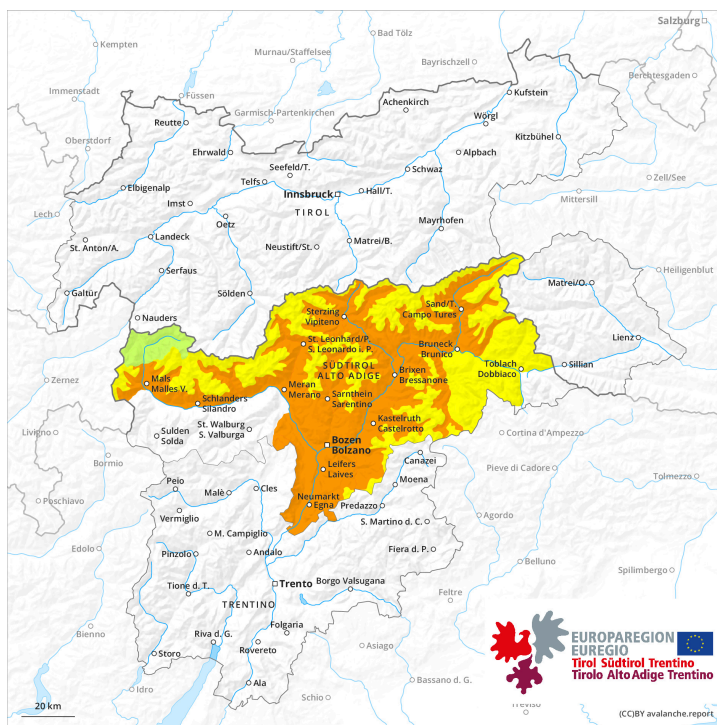 Salzburg
Kempten
Bad Tölz
Murnau/Staffelsee
Bayrischzell
Berchtesgaden
Immenstadt
Füssen
Garmisch-Partenkirchen
Achenkirch
Kufstein
Reutte
Wörgl
Oberstdorf
Kitzbühel
Ehrwald
Alpbach
Seefeld/T.
Schwaz
Telfs
Zell/See
Elbigenalp
Innsbruck
Hall/T.
Mittersill
Imst
TIROL
Lech
Oetz
Mayrhofen
St. Anton/A.
Landeck
Neustift/St.
Matrei/B.
Serfaus
Heiligenblut
Matrei/O.
Galtür
Sölden
Sand/T.
Campo Tures
Nauders
Sterzing
Vipiteno
Lienz
St. Leonhard/P.
S. Leonardo i. P.
Bruneck
Brunico
Toblach
Dobbiaco
Sillian
SÜDTIROL
ALTO ADIGE
Brixen
Bressanone
Zernez
Mals
Malles V.
Meran
Merano
Schlanders
Silandro
Sarnthein
Sarentino
Kastelruth
Castelrotto
St. Walburg
S. Valburga
Livigno
Sulden
Solda
Cortina d'Ampezzo
Bozen
Bolzano
Bormio
Canazei
Pieve di Cadore
Leifers
Laives
Tolmezzo
Peio
Moena
Poschiavo
Malè
Cles
Neumarkt
Egna
Predazzo
Vermiglio
Agordo
S. Martino d. C.
M. Campiglio
Edolo
Pinzolo
Andalo
Fiera d. P.
Belluno
Spilimbergo
Tione d. T.
Trento
Borgo Valsugana
Feltre
TRENTINO
Folgaria
Bienno
Riva d. G.
Rovereto
Storo
Asiago
Idro
Ala
Bassano d. G.
Schio
Treviso
EUROPAREGION
EUREGIO
Tirol Südtirol Trentino
Tirolo Alto Adige Trentino
20 km
(CC)BY avalanche.report